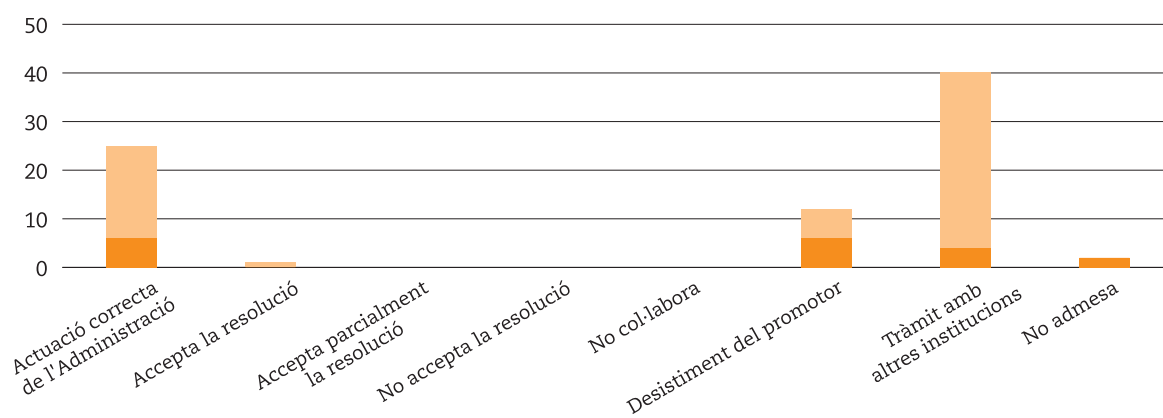 50
40
30
20
10
0
Actuació correcta
de l'Administració
Accepta la resolució
Accepta parcialment
la resolució
No accepta la resolució
No col·labora
Desistiment del promotor
Tràmit amb
altres institucions
No admesa